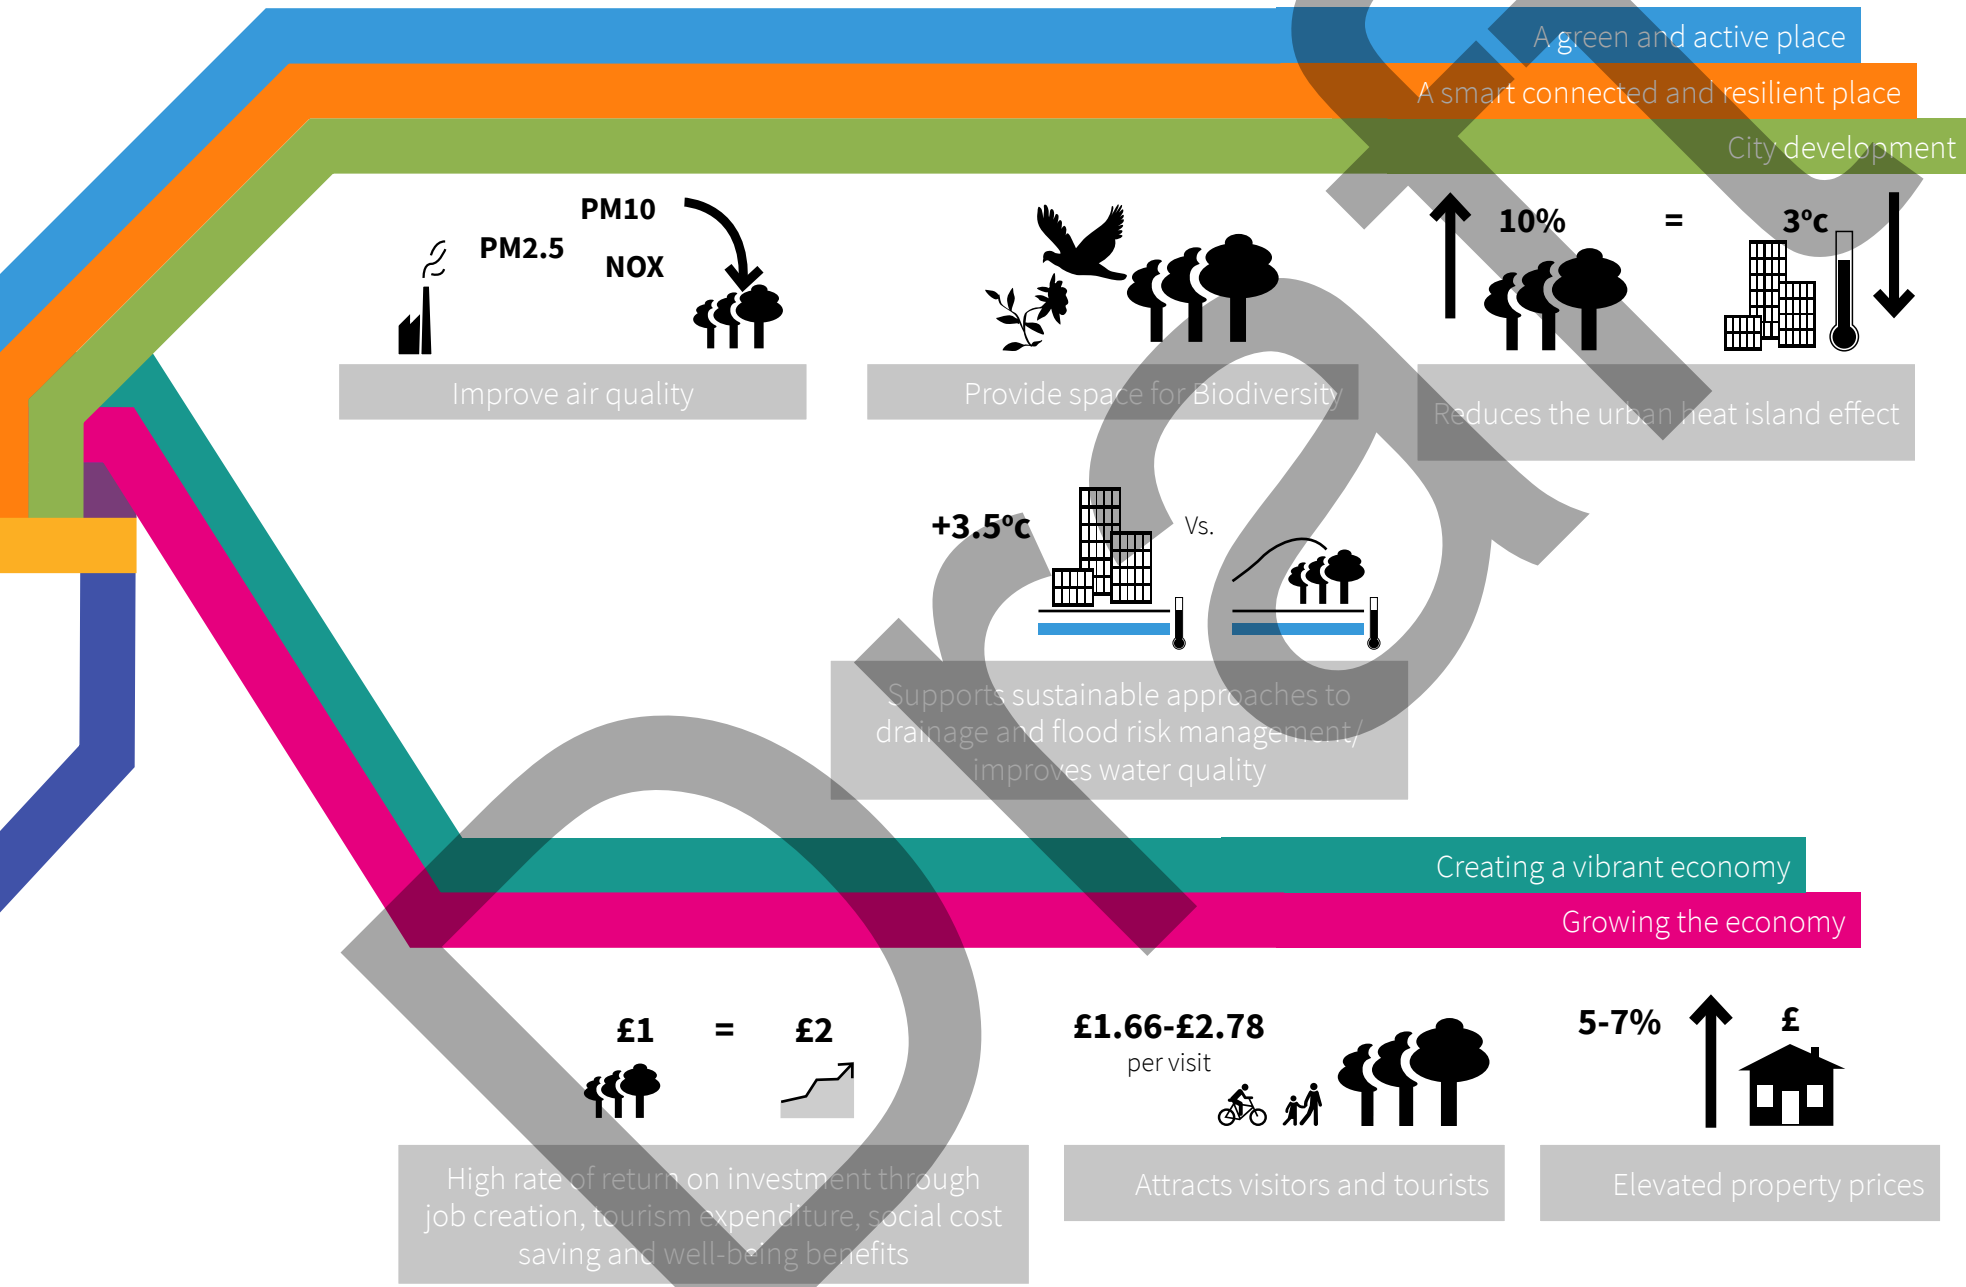 A green and active place
A smart connected and resilient place
City development
PM10
PM2.5
NOX
10%
=
3ºc
Improve air quality
Provide space for Biodiversity
Reduces the urban heat island effect
+3.5ºc
Vs.
Supports sustainable approaches to
drainage and flood risk management/
improves water quality
Creating a vibrant economy
Growing the economy
£1
=
£2
£1.66-£2.78
per visit
5-7%
£
High rate of return on investment through
job creation, tourism expenditure, social cost
saving and well-being benefits
Attracts visitors and tourists
Elevated property prices
Draft